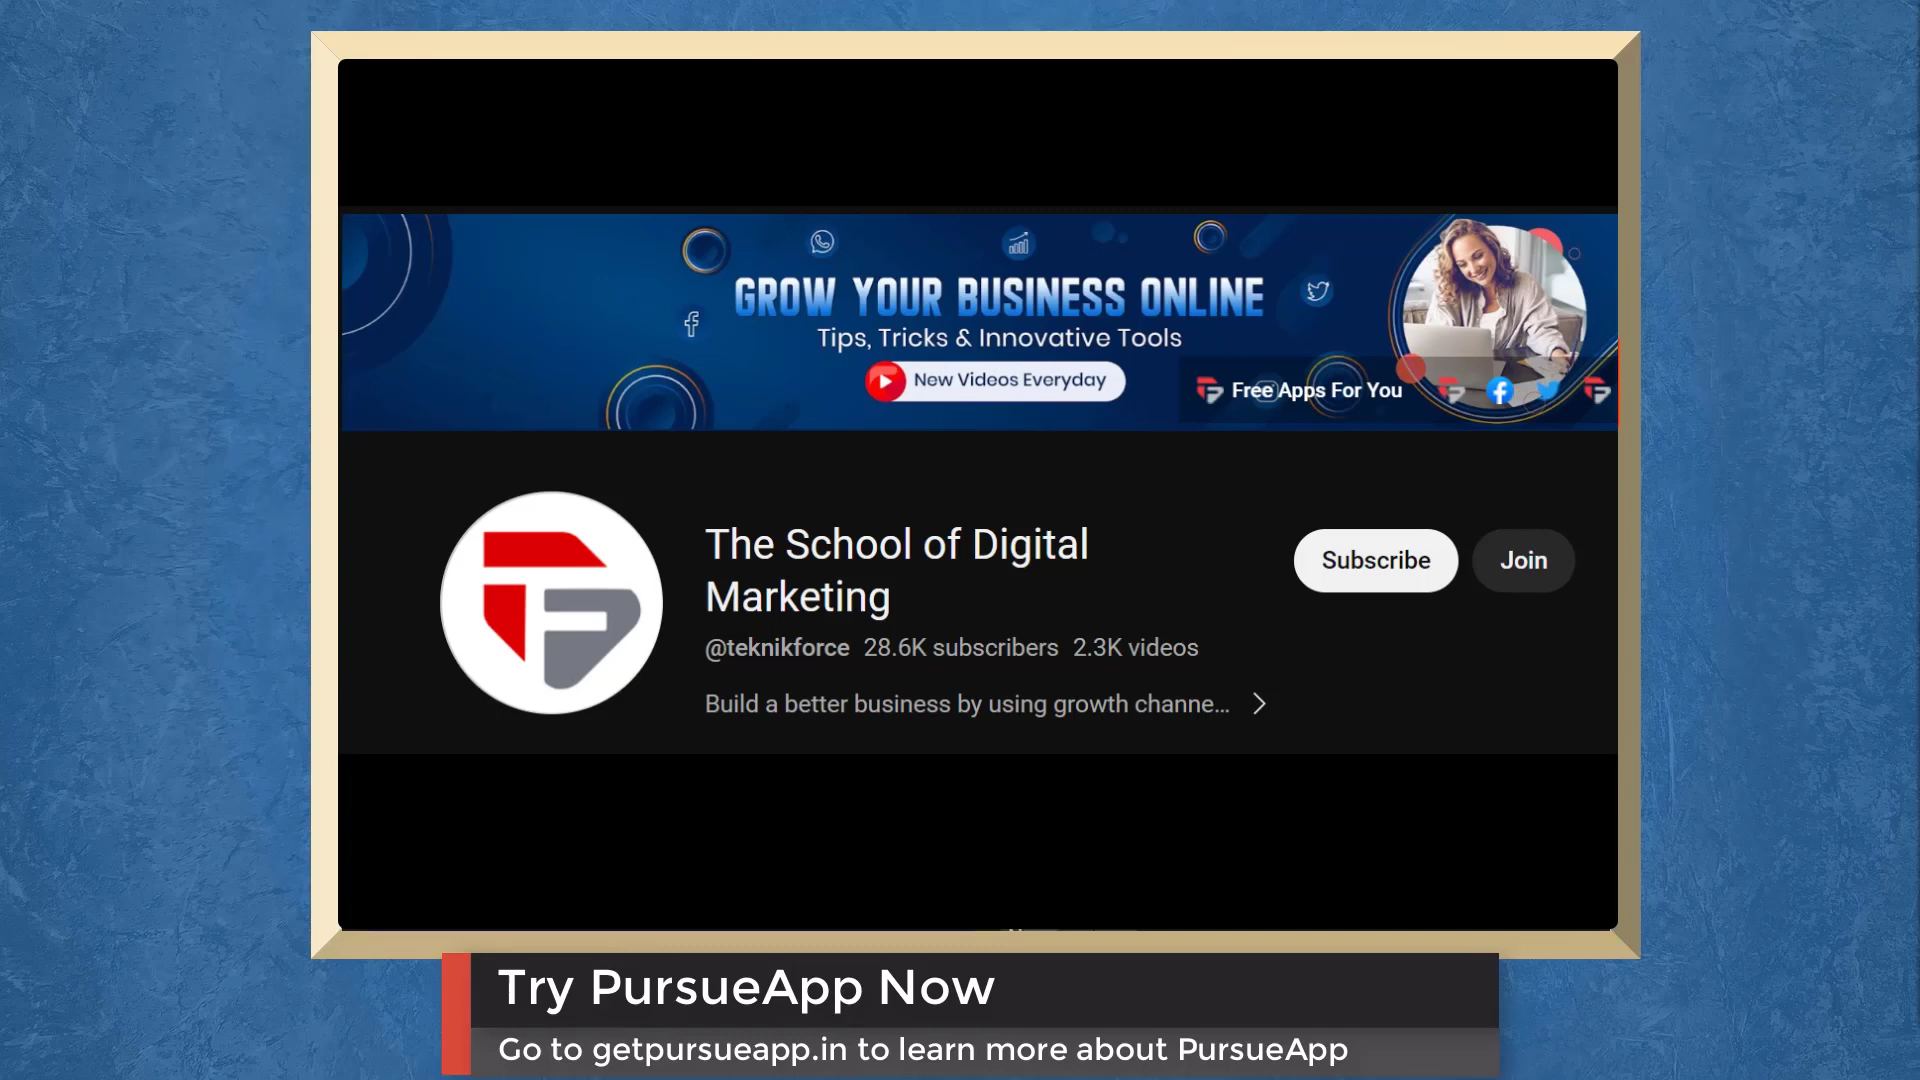 GROW YOUR BUSINESS ONLINE
Tips, Tricks & Innovative Tools
New Videos Everyday
Free Apps For You
The School of Digital
Marketing
@teknikforce 28.6K subscribers 2.3K videos
Build a better business by using growth channe...
Subscribe
Join
Try PursueApp Now
Go to getpursueapp.in to learn more about PursueApp